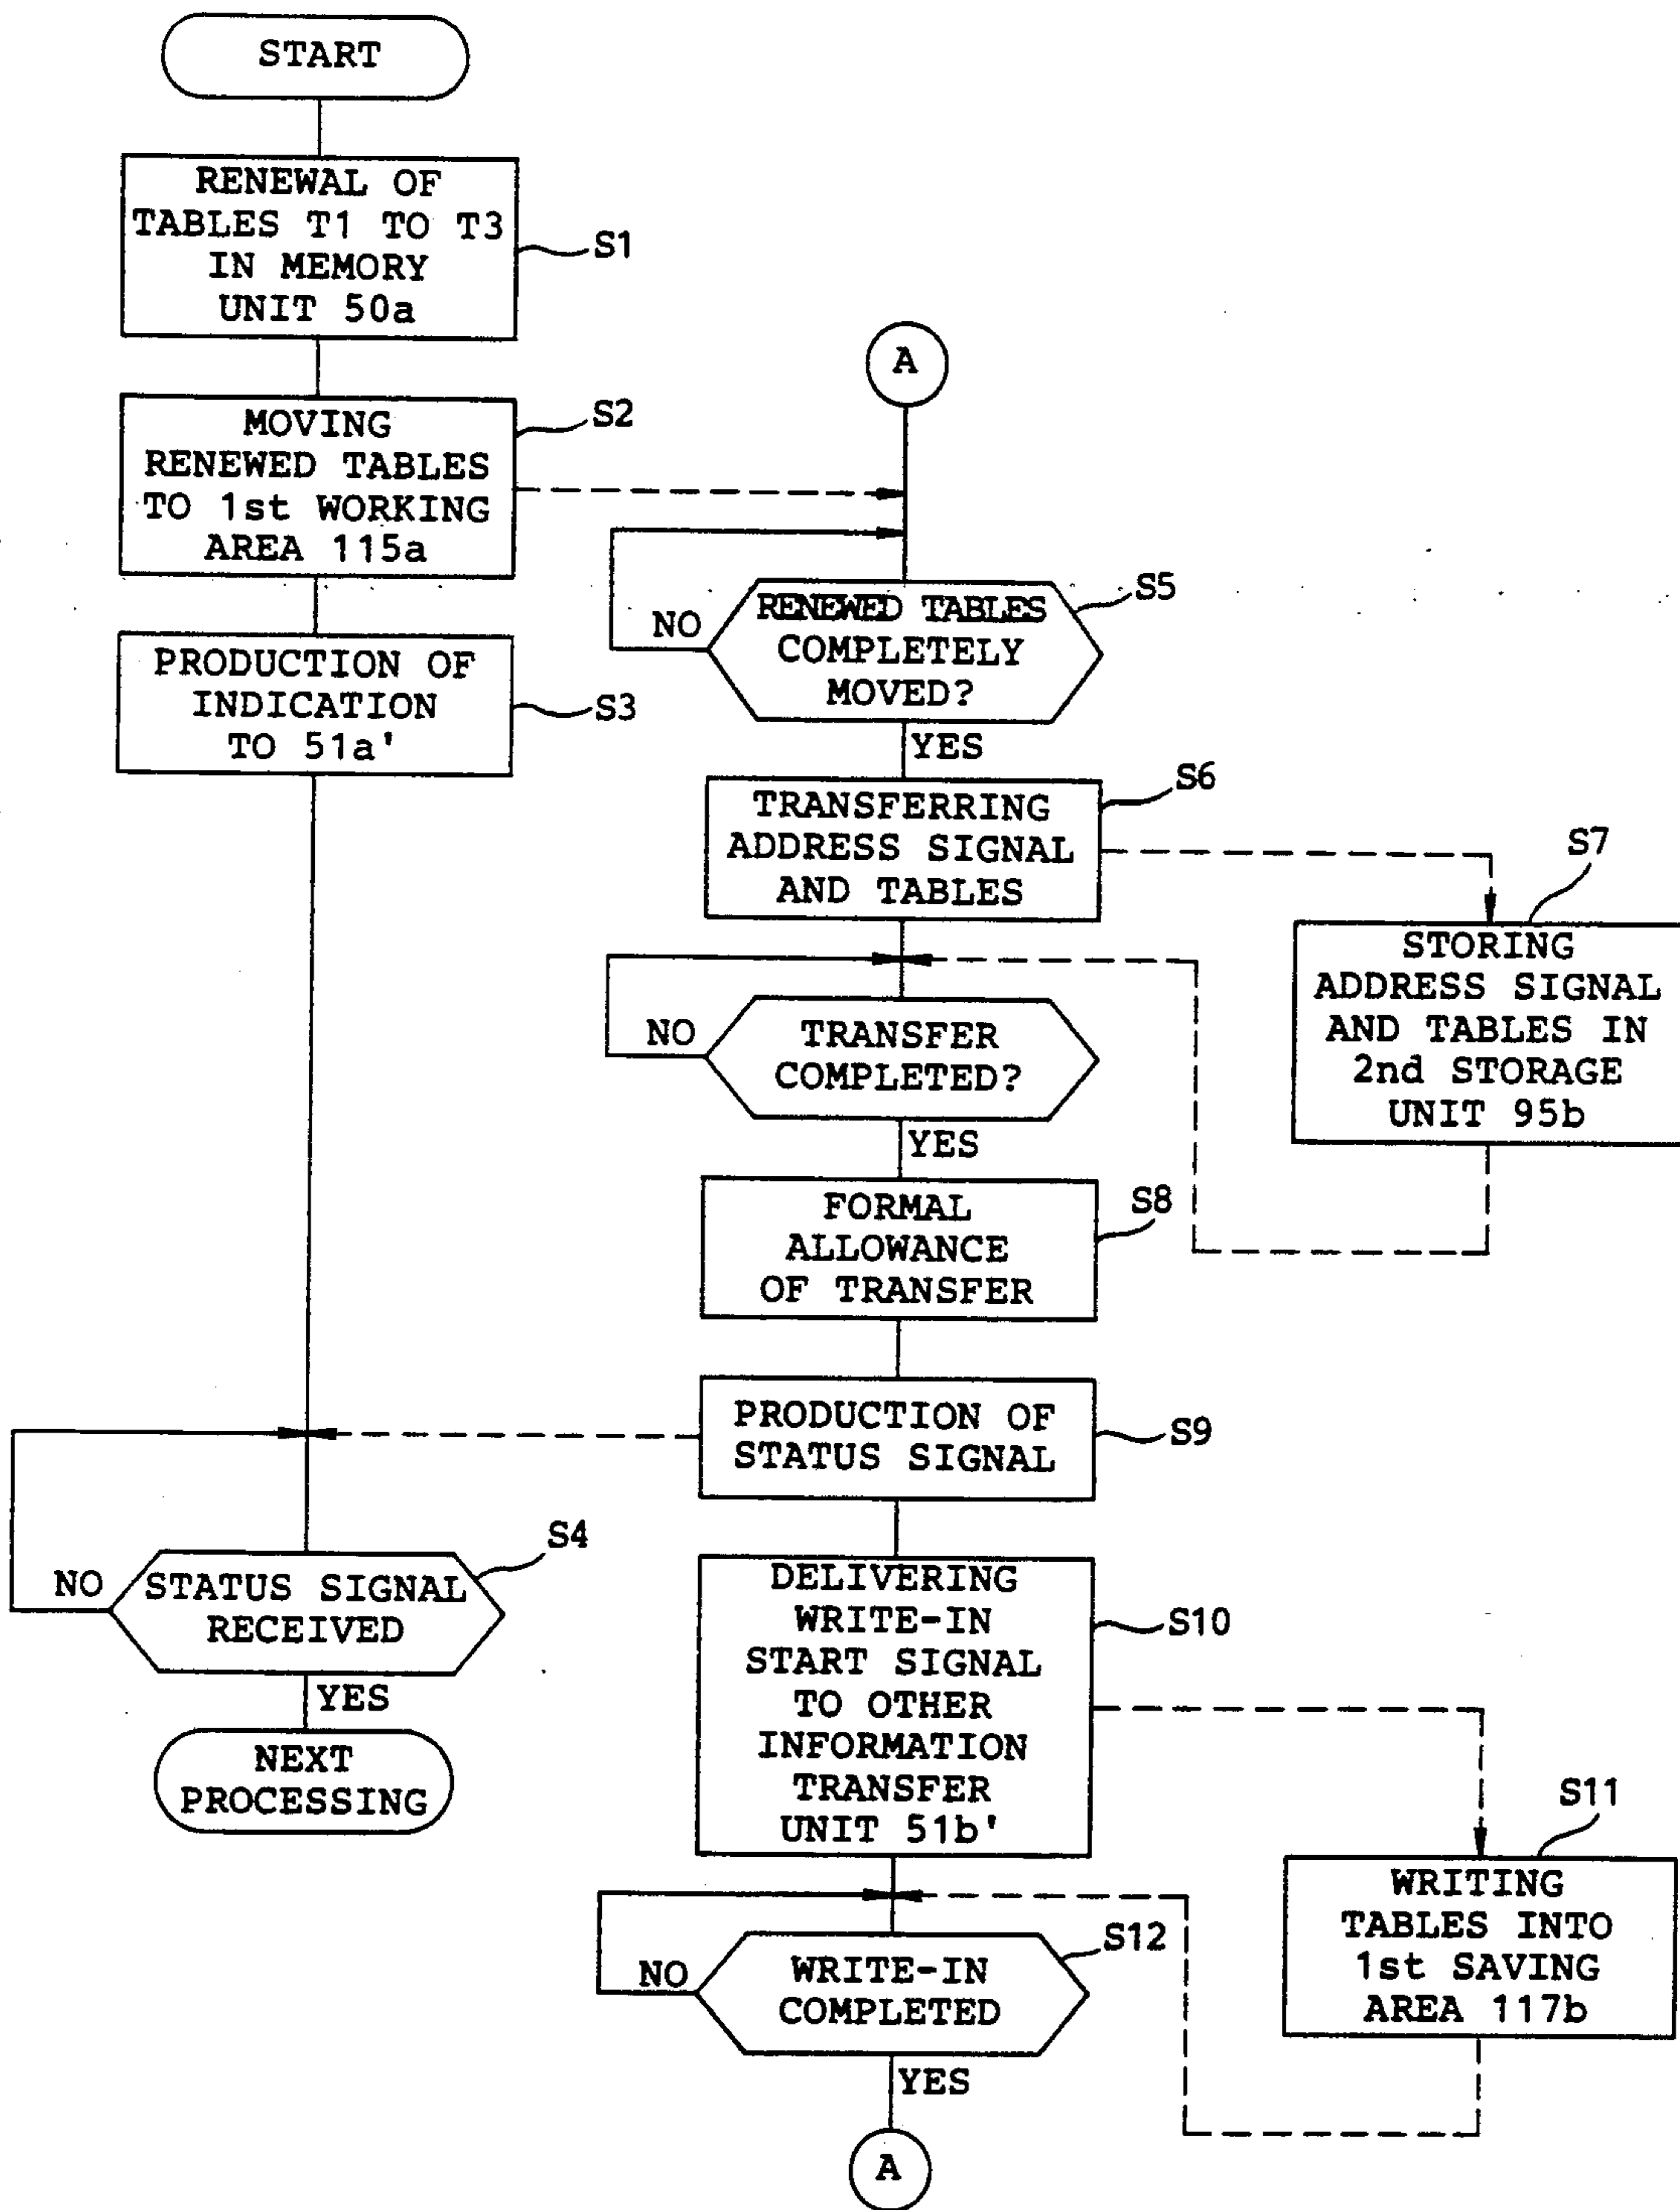 START
RENEWAL OF
TABLES T1 TO T3
IN MEMORY
UNIT 50a
S1
MOVING
RENEWED TABLES
TO 1st WORKING
AREA 115a
S2
PRODUCTION OF
INDICATION
TO 51a'
S3
NO
STATUS SIGNAL
RECEIVED
S4
YES
NEXT
PROCESSING
A
NO
RENEWED TABLES
COMPLETELY
MOVED?
S5
YES
TRANSFERRING
ADDRESS SIGNAL
AND TABLES
S6
NO
TRANSFER
COMPLETED?
YES
FORMAL
ALLOWANCE
OF TRANSFER
S8
PRODUCTION OF
STATUS SIGNAL
S9
DELIVERING
WRITE-IN
START SIGNAL
TO OTHER
INFORMATION
TRANSFER
UNIT 51b'
S10
NO
WRITE-IN
COMPLETED
S12
YES
A
S7
STORING
ADDRESS SIGNAL
AND TABLES IN
2nd STORAGE
UNIT 95b
S11
WRITING
TABLES INTO
1st SAVING
AREA 117b